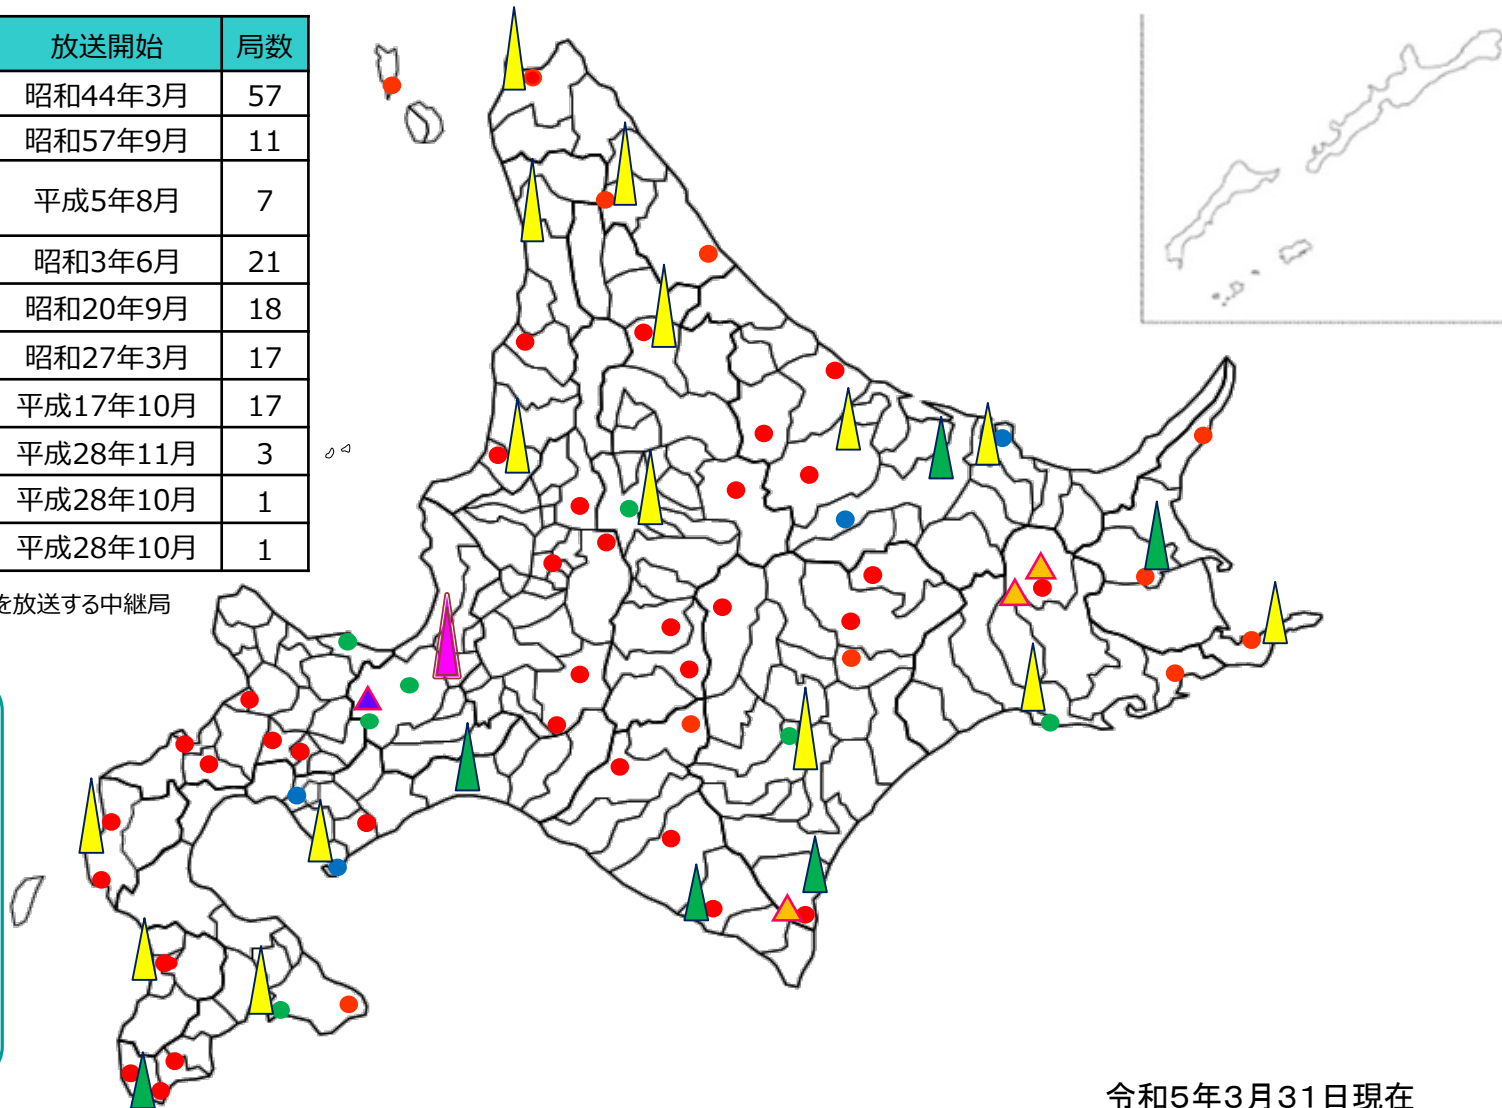 放送開始 局数
昭和44年3月 57
昭和57年9月 11
平成5年8月 7
昭和3年6月 21
昭和20年9月 18
昭和27年3月 17
平成17年10月 17
平成28年11月 3
平成28年10月 1
平成28年10月 1
を放送する中継局
令和5年3月31日現在